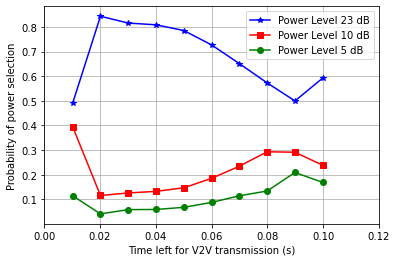 Probability of power selection
0.8
0.7
0.6
0.5
0.4
0.3
0.2
0.1
Power Level 23 dB
Power Level 10 dB
Power Level 5 dB
0.00 0.02 0.04 0.06 0.08 0.10 0.12
Time left for V2V transmission (s)